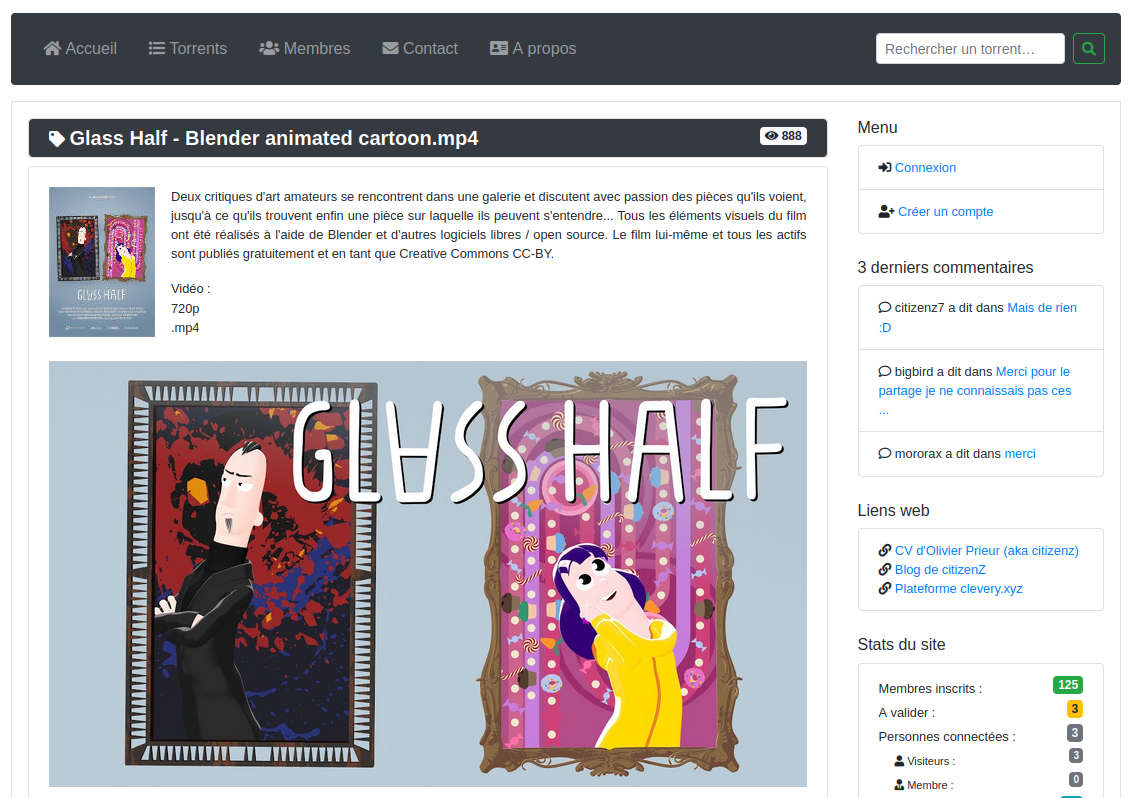 Accueil
Torrents
Membres
Contact
A propos
Rechercher un torrent…
Glass Half - Blender animated cartoon.mp4
888
Deux critiques d'art amateurs se rencontrent dans une galerie et discutent avec passion des pièces qu'ils voient,
jusqu'à ce qu'ils trouvent enfin une pièce sur laquelle ils peuvent s'entendre... Tous les éléments visuels du film
ont été réalisés à l'aide de Blender et d'autres logiciels libres / open source. Le film lui-même et tous les actifs
sont publiés gratuitement et en tant que Creative Commons CC-BY.
Vidéo :
720p
.mp4
GLASS HALF
GLASS HALF
Menu
Connexion
Créer un compte
3 derniers commentaires
citizenz7 a dit dans Mais de rien
:D
bigbird a dit dans Merci pour le
partage je ne connaissais pas ces
...
mororax a dit dans merci
Liens web
CV d'Olivier Prieur (aka citizenz)
Blog de citizenZ
Plateforme clevery.xyz
Stats du site
Membres inscrits : 125
A valider : 3
Personnes connectées : 3
Visiteurs : 3
Membre : 0